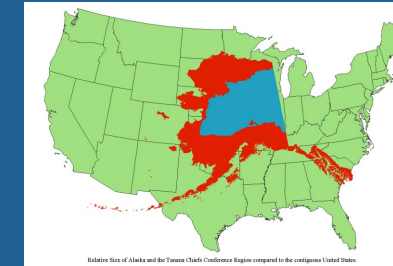 Relative Size of Alaska and the Tanana Chiefs Conference Region compared to the contiguous United States.